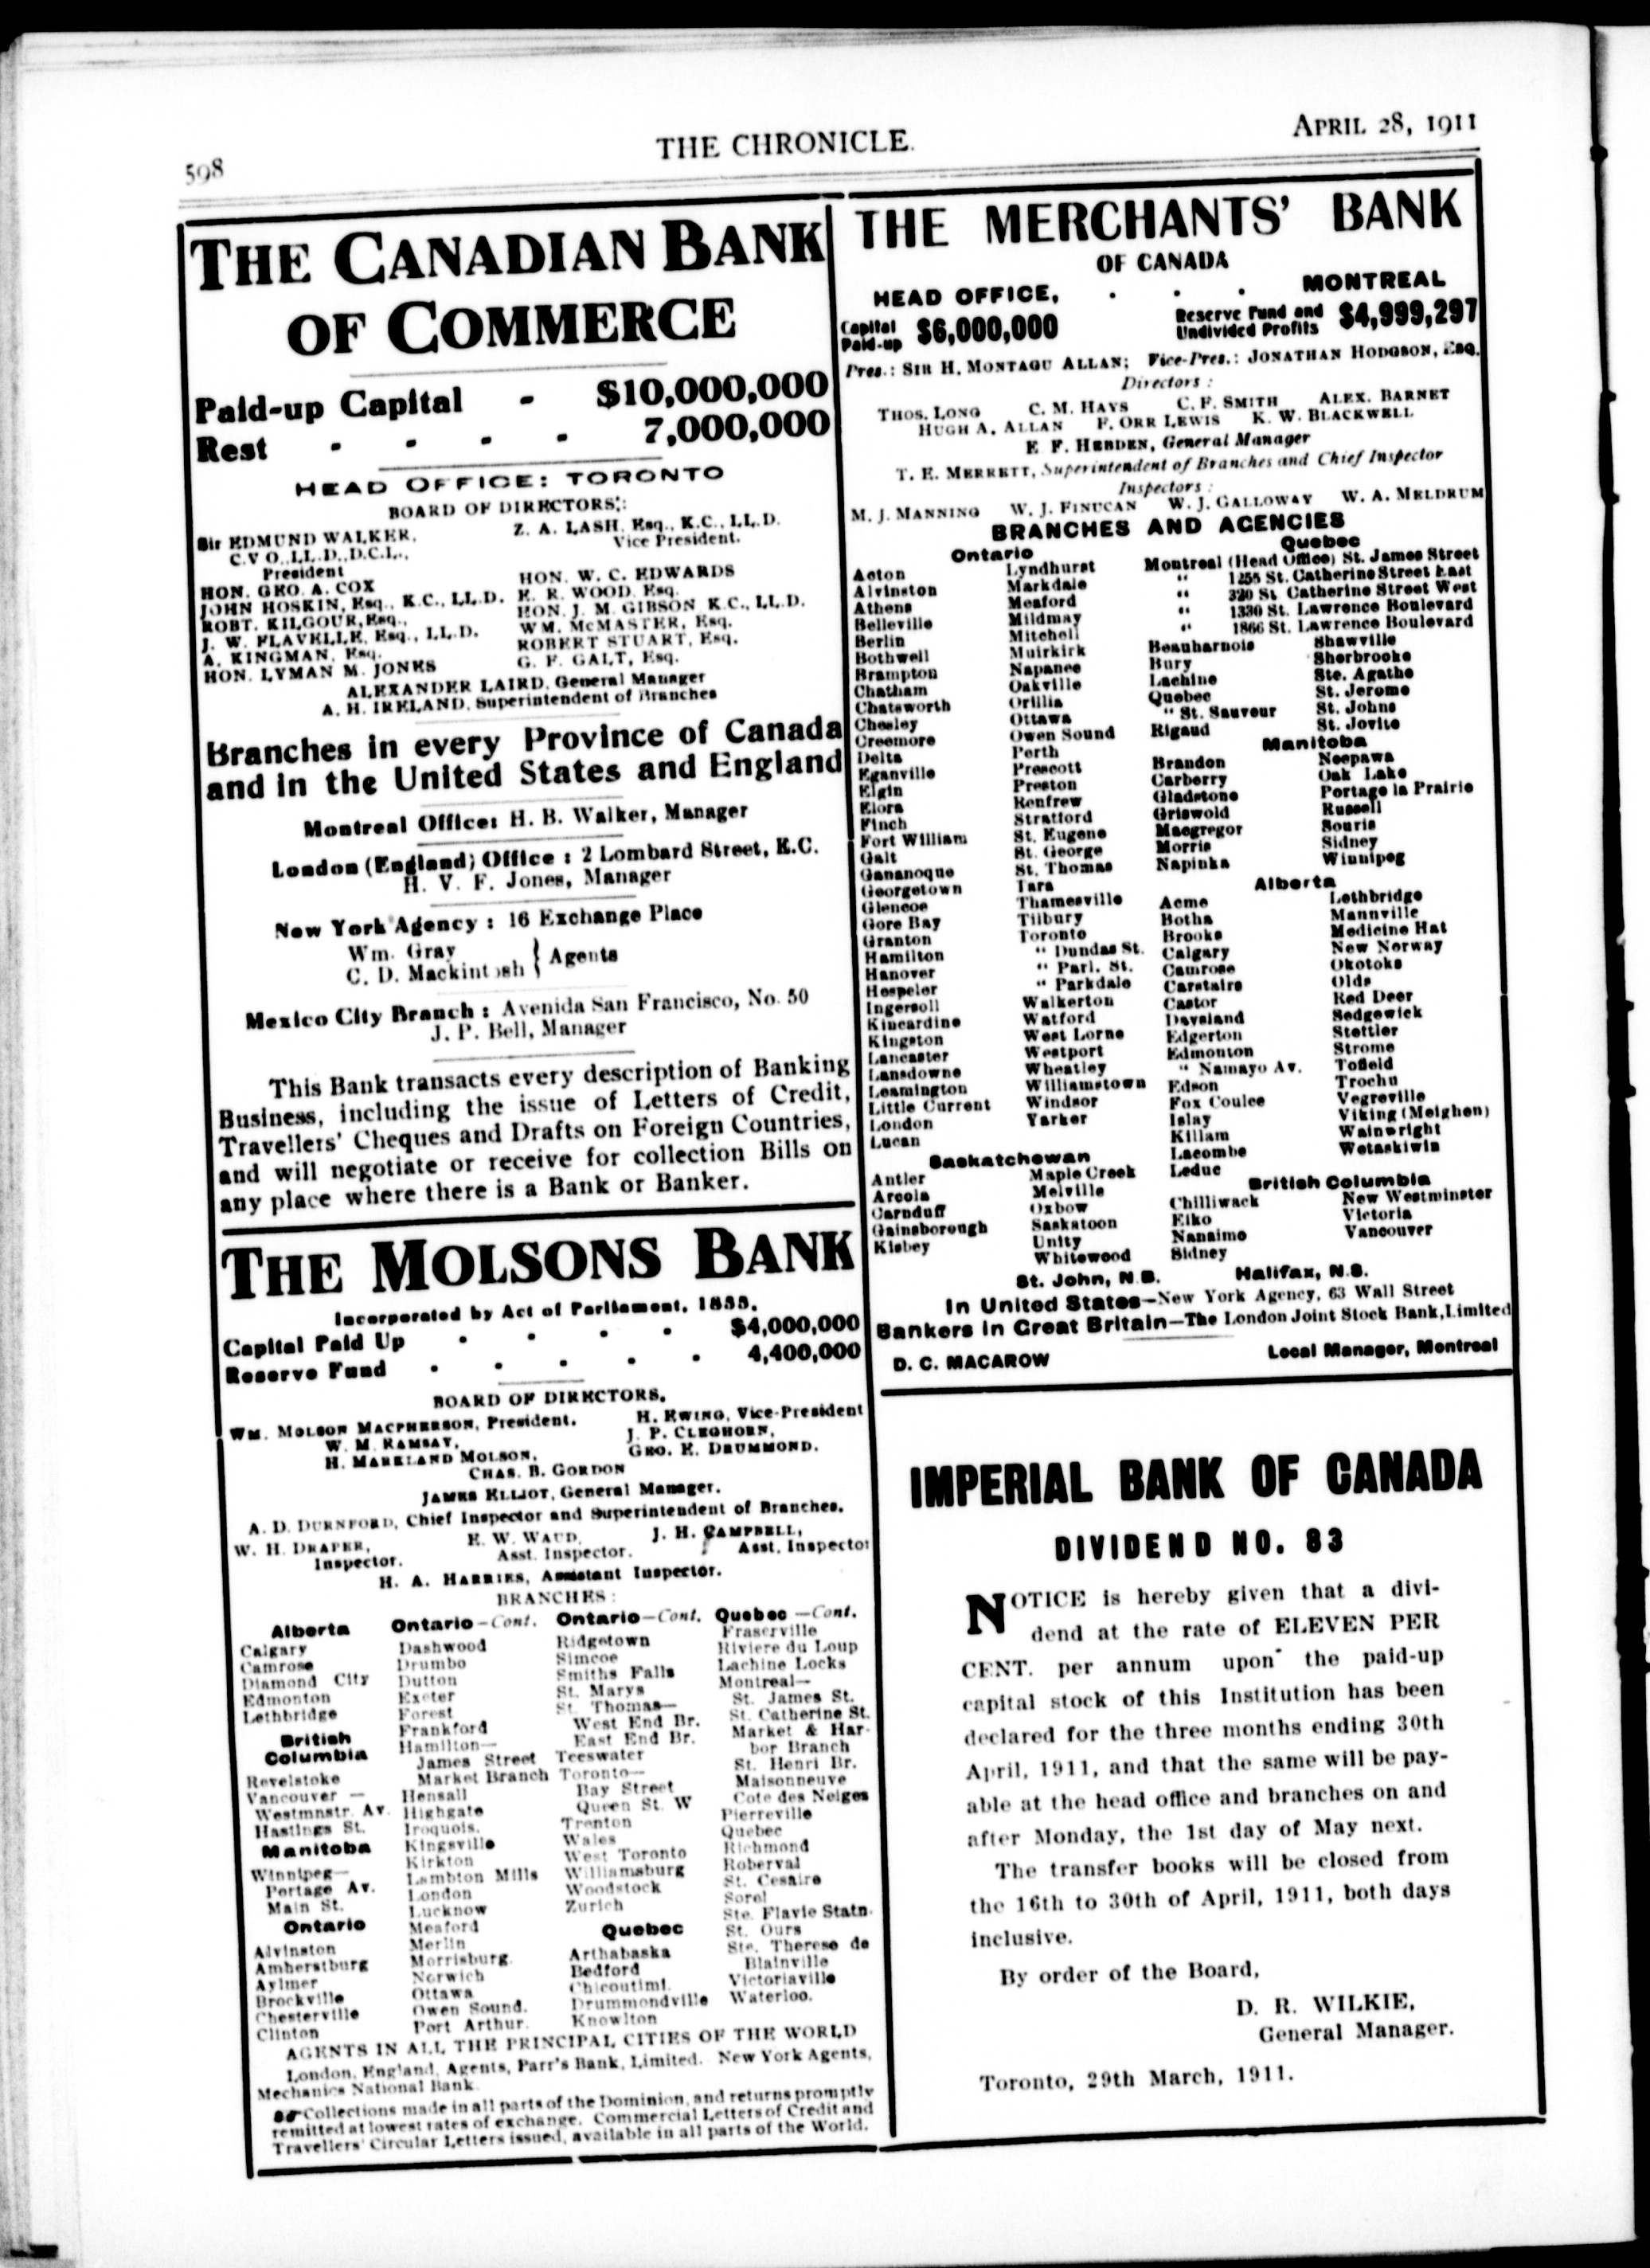 598
THE CHRONICLE.
APRIL 28, 1911
THE CANADIAN BANK
OF COMMERCE
Paid-up Capital - $10,000,000
Rest - - - - 7,000,000
HEAD OFFICE: TORONTO
BOARD OF DIRECTORS:
Sir EDMUND WALKER, Z. A. LASH, Esq., K.C., LL.D.
C.V.O., LL.D., D.C.L., Vice President.
President
HON. GEO. A. COX HON. W. C. EDWARDS
JOHN HOSKIN, Esq., K.C., LL.D. E. R. WOOD, Esq.
ROBT. KILGOUR, Esq., HON. J. M. GIBSON, K.C., LL.D.
J. W. FLAVELLE, Esq., LL.D. WM. McMASTER, Esq.
A. KINGMAN, Esq. ROBERT STUART, Esq.
HON. LYMAN M. JONES G. F. GALT, Esq.
ALEXANDER LAIRD, General Manager
A. H. IRELAND, Superintendent of Branches
Branches in every Province of Canada
and in the United States and England
Montreal Office: H. B. Walker, Manager
London (England) Office : 2 Lombard Street, E.C.
H. V. F. Jones, Manager
New York Agency : 16 Exchange Place
Wm. Gray
C. D. Mackintosh } Agents
Mexico City Branch : Avenida San Francisco, No. 50
J. P. Bell, Manager
This Bank transacts every description of Banking
Business, including the issue of Letters of Credit,
Travellers' Cheques and Drafts on Foreign Countries,
and will negotiate or receive for collection Bills on
any place where there is a Bank or Banker.
THE MOLSONS BANK
Incorporated by Act of Parliament, 1855.
Capital Paid Up . . . . $4,000,000
Reserve Fund . . . . . 4,400,000
BOARD OF DIRECTORS.
WM. MOLSON MACPHERSON, President. H. EWING, Vice-President
W. M. RAMSAY, J. P. CLEGHORN,
H. MARKLAND MOLSON, GEO. E. DRUMMOND.
CHAS. B. GORDON
JAMES ELLIOT, General Manager.
A. D. DURNFORD, Chief Inspector and Superintendent of Branches.
W. H. DRAPER, E. W. WAUD, J. H. CAMPBELL,
Inspector. Asst. Inspector. Asst. Inspector
H. A. HARRIES, Assistant Inspector.
BRANCHES:
Alberta
Calgary
Camrose
Diamond City
Edmonton
Lethbridge
British
Columbia
Revelstoke
Vancouver —
Westmnstr. Av.
Hastings St.
Manitoba
Winnipeg—
Portage Av.
Main St.
Ontario
Alvinston
Amherstburg
Aylmer
Brockville
Chesterville
Clinton
Ontario—Cont.
Dashwood
Drumbo
Dutton
Exeter
Forest
Frankford
Hamilton—
James Street
Market Branch
Hensall
Highgate
Iroquois.
Kingsville
Kirkton
Lambton Mills
London
Lucknow
Meaford
Merlin
Morrisburg.
Norwich
Ottawa
Owen Sound.
Port Arthur.
Ontario—Cont.
Ridgetown
Simcoe
Smiths Falls
St. Marys
St. Thomas—
West End Br.
East End Br.
Teeswater
Toronto—
Bay Street
Queen St. W
Trenton
Wales
West Toronto
Williamsburg
Woodstock
Zurich
Quebec
Arthabaska
Bedford
Chicoutimi.
Drummondville
Knowlton
Quebec —Cont.
Fraserville
Riviere du Loup
Lachine Locks
Montreal—
St. James St.
St. Catherine St.
Market & Har-
bor Branch
St. Henri Br.
Maisonneuve
Cote des Neiges
Pierreville
Quebec
Richmond
Roberval
St. Cesaire
Sorel
Ste. Flavie Statn.
St. Ours
Ste. Therese de
Blainville
Victoriaville
Waterloo.
AGENTS IN ALL THE PRINCIPAL CITIES OF THE WORLD
London, England, Agents, Parr's Bank, Limited. New York Agents,
Mechanics National Bank.
Collections made in all parts of the Dominion, and returns promptly
remitted at lowest rates of exchange. Commercial Letters of Credit and
Travellers' Circular Letters issued, available in all parts of the World.
THE MERCHANTS' BANK
OF CANADA
HEAD OFFICE, . . . MONTREAL
Capital Paid-up $6,000,000 Reserve Fund and Undivided Profits $4,999,297
Pres.: SIR H. MONTAGU ALLAN; Vice-Pres.: JONATHAN HODGSON, Esq.
Directors :
THOS. LONG C. M. HAYS C. F. SMITH ALEX. BARNET
HUGH A. ALLAN F. ORR LEWIS K. W. BLACKWELL
E. F. HEBDEN, General Manager
T. E. MERRETT, Superintendent of Branches and Chief Inspector
Inspectors :
M. J. MANNING W. J. FINUCAN W. J. GALLOWAY W. A. MELDRUM
BRANCHES AND AGENCIES
Ontario
Acton
Alvinston
Athens
Belleville
Berlin
Bothwell
Brampton
Chatham
Chatsworth
Chesley
Creemore
Delta
Eganville
Elgin
Elora
Finch
Fort William
Galt
Gananoque
Georgetown
Glencoe
Gore Bay
Granton
Hamilton
Hanover
Hespeler
Ingersoll
Kincardine
Kingston
Lancaster
Lansdowne
Leamington
Little Current
London
Lucan
Lyndhurst
Markdale
Meaford
Mildmay
Mitchell
Muirkirk
Napanee
Oakville
Orillia
Ottawa
Owen Sound
Perth
Prescott
Preston
Renfrew
Stratford
St. Eugene
St. George
St. Thomas
Tara
Thamesville
Tilbury
Toronto
" Dundas St.
" Parl. St.
" Parkdale
Walkerton
Watford
West Lorne
Westport
Wheatley
Williamstown
Windsor
Yarker
Quebec
Montreal (Head Office) St. James Street
" 1255 St. Catherine Street East
" 320 St. Catherine Street West
" 1330 St. Lawrence Boulevard
" 1866 St. Lawrence Boulevard
Beauharnois Shawville
Bury Sherbrooke
Lachine Ste. Agathe
Quebec St. Jerome
" St. Sauveur St. Johns
Rigaud St. Jovite
Manitoba
Brandon Neepawa
Carberry Oak Lake
Gladstone Portage la Prairie
Griswold Russell
Macgregor Souris
Morris Sidney
Napinka Winnipeg
Alberta
Acme
Botha
Brooks
Calgary
Camrose
Carstairs
Castor
Daysland
Edgerton
Edmonton
" Namayo Av.
Edson
Fox Coulee
Islay
Killam
Lacombe
Leduc
Lethbridge
Mannville
Medicine Hat
New Norway
Okotoks
Olds
Red Deer
Sedgewick
Stettler
Strome
Tofield
Trochu
Vegreville
Viking (Meighen)
Wainwright
Wetaskiwin
Saskatchewan
Antler Maple Creek
Arcola Melville
Carnduff Oxbow
Gainsborough Saskatoon
Kisbey Unity
Whitewood
British Columbia
Chilliwack New Westminster
Elko Victoria
Nanaimo Vancouver
Sidney
St. John, N.B. Halifax, N.S.
In United States—New York Agency, 63 Wall Street
Bankers in Great Britain—The London Joint Stock Bank, Limited
D. C. MACAROW Local Manager, Montreal
IMPERIAL BANK OF CANADA
DIVIDEND NO. 83
NOTICE is hereby given that a divi-
dend at the rate of ELEVEN PER
CENT. per annum upon the paid-up
capital stock of this Institution has been
declared for the three months ending 30th
April, 1911, and that the same will be pay-
able at the head office and branches on and
after Monday, the 1st day of May next.
The transfer books will be closed from
the 16th to 30th of April, 1911, both days
inclusive.
By order of the Board,
D. R. WILKIE,
General Manager.
Toronto, 29th March, 1911.